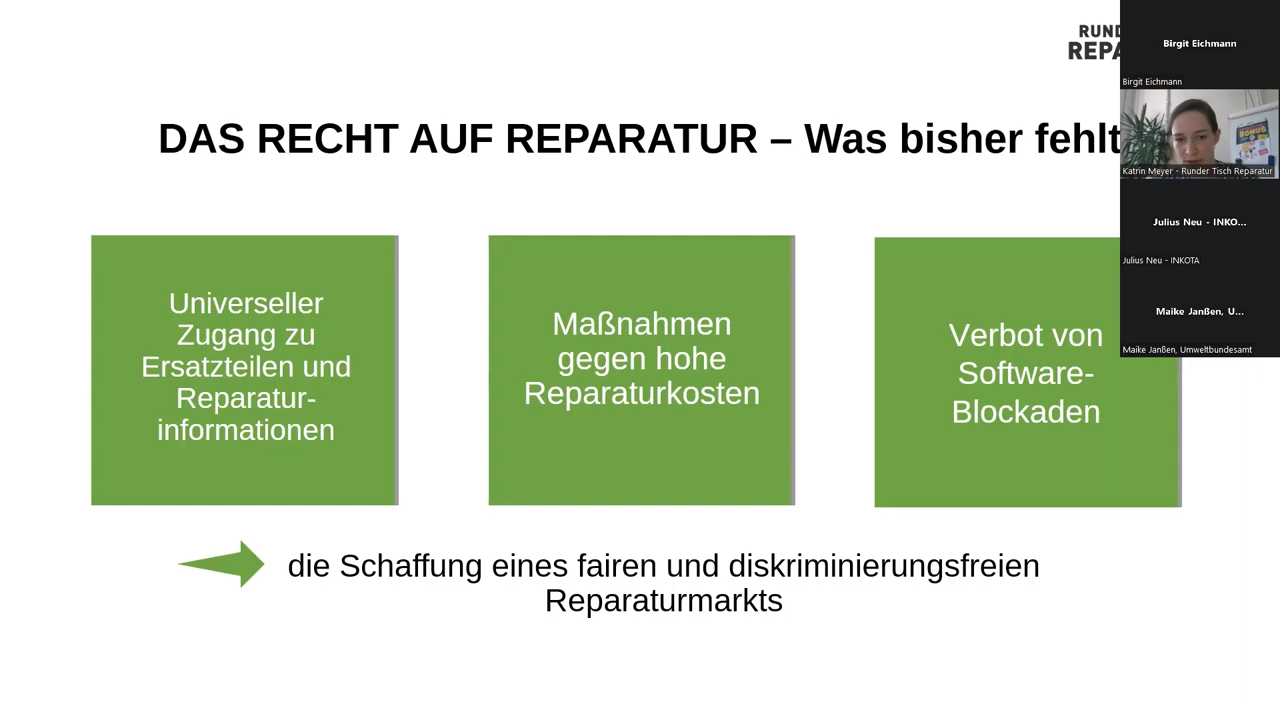 RUND
REPA
DAS RECHT AUF REPARATUR – Was bisher fehlt
Universeller
Zugang zu
Ersatzteilen und
Reparatur-
informationen
Maßnahmen
gegen hohe
Reparaturkosten
Verbot von
Software-
Blockaden
die Schaffung eines fairen und diskriminierungsfreien
Reparaturmarkts
Birgit Eichmann
Birgit Eichmann
BONUS
Katrin Meyer - Runder Tisch Reparatur
Julius Neu - INKO...
Julius Neu - INKOTA
Maike Janßen, U...
Maike Janßen, Umweltbundesamt